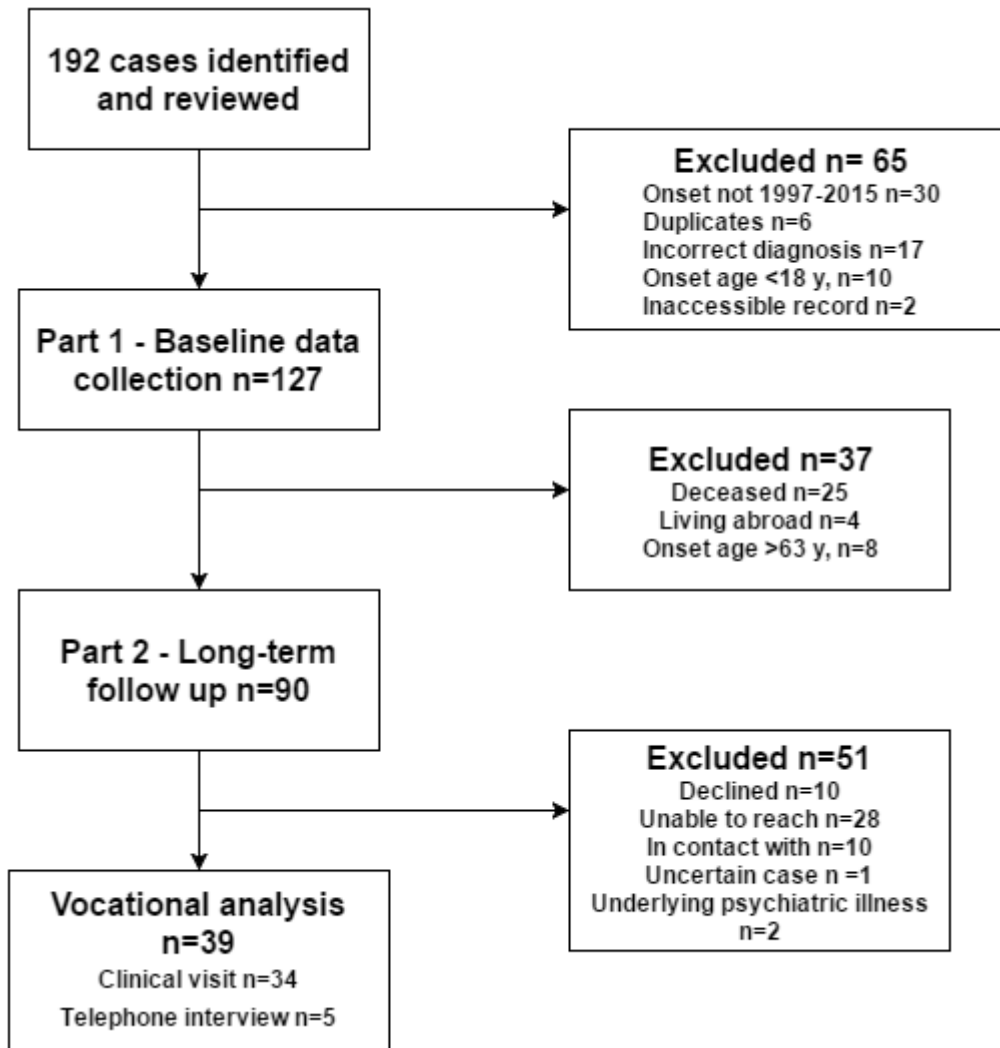 192 cases identified
and reviewed
Excluded n= 65
Onset not 1997-2015 n=30
Duplicates n=6
Incorrect diagnosis n=17
Onset age <18 y, n=10
Inaccessible record n=2
Part 1 - Baseline data
collection n=127
Excluded n=37
Deceased n=25
Living abroad n=4
Onset age >63 y, n=8
Part 2 - Long-term
follow up n=90
Excluded n=51
Declined n=10
Unable to reach n=28
In contact with n=10
Uncertain case n =1
Underlying psychiatric illness
n=2
Vocational analysis
n=39
Clinical visit n=34
Telephone interview n=5